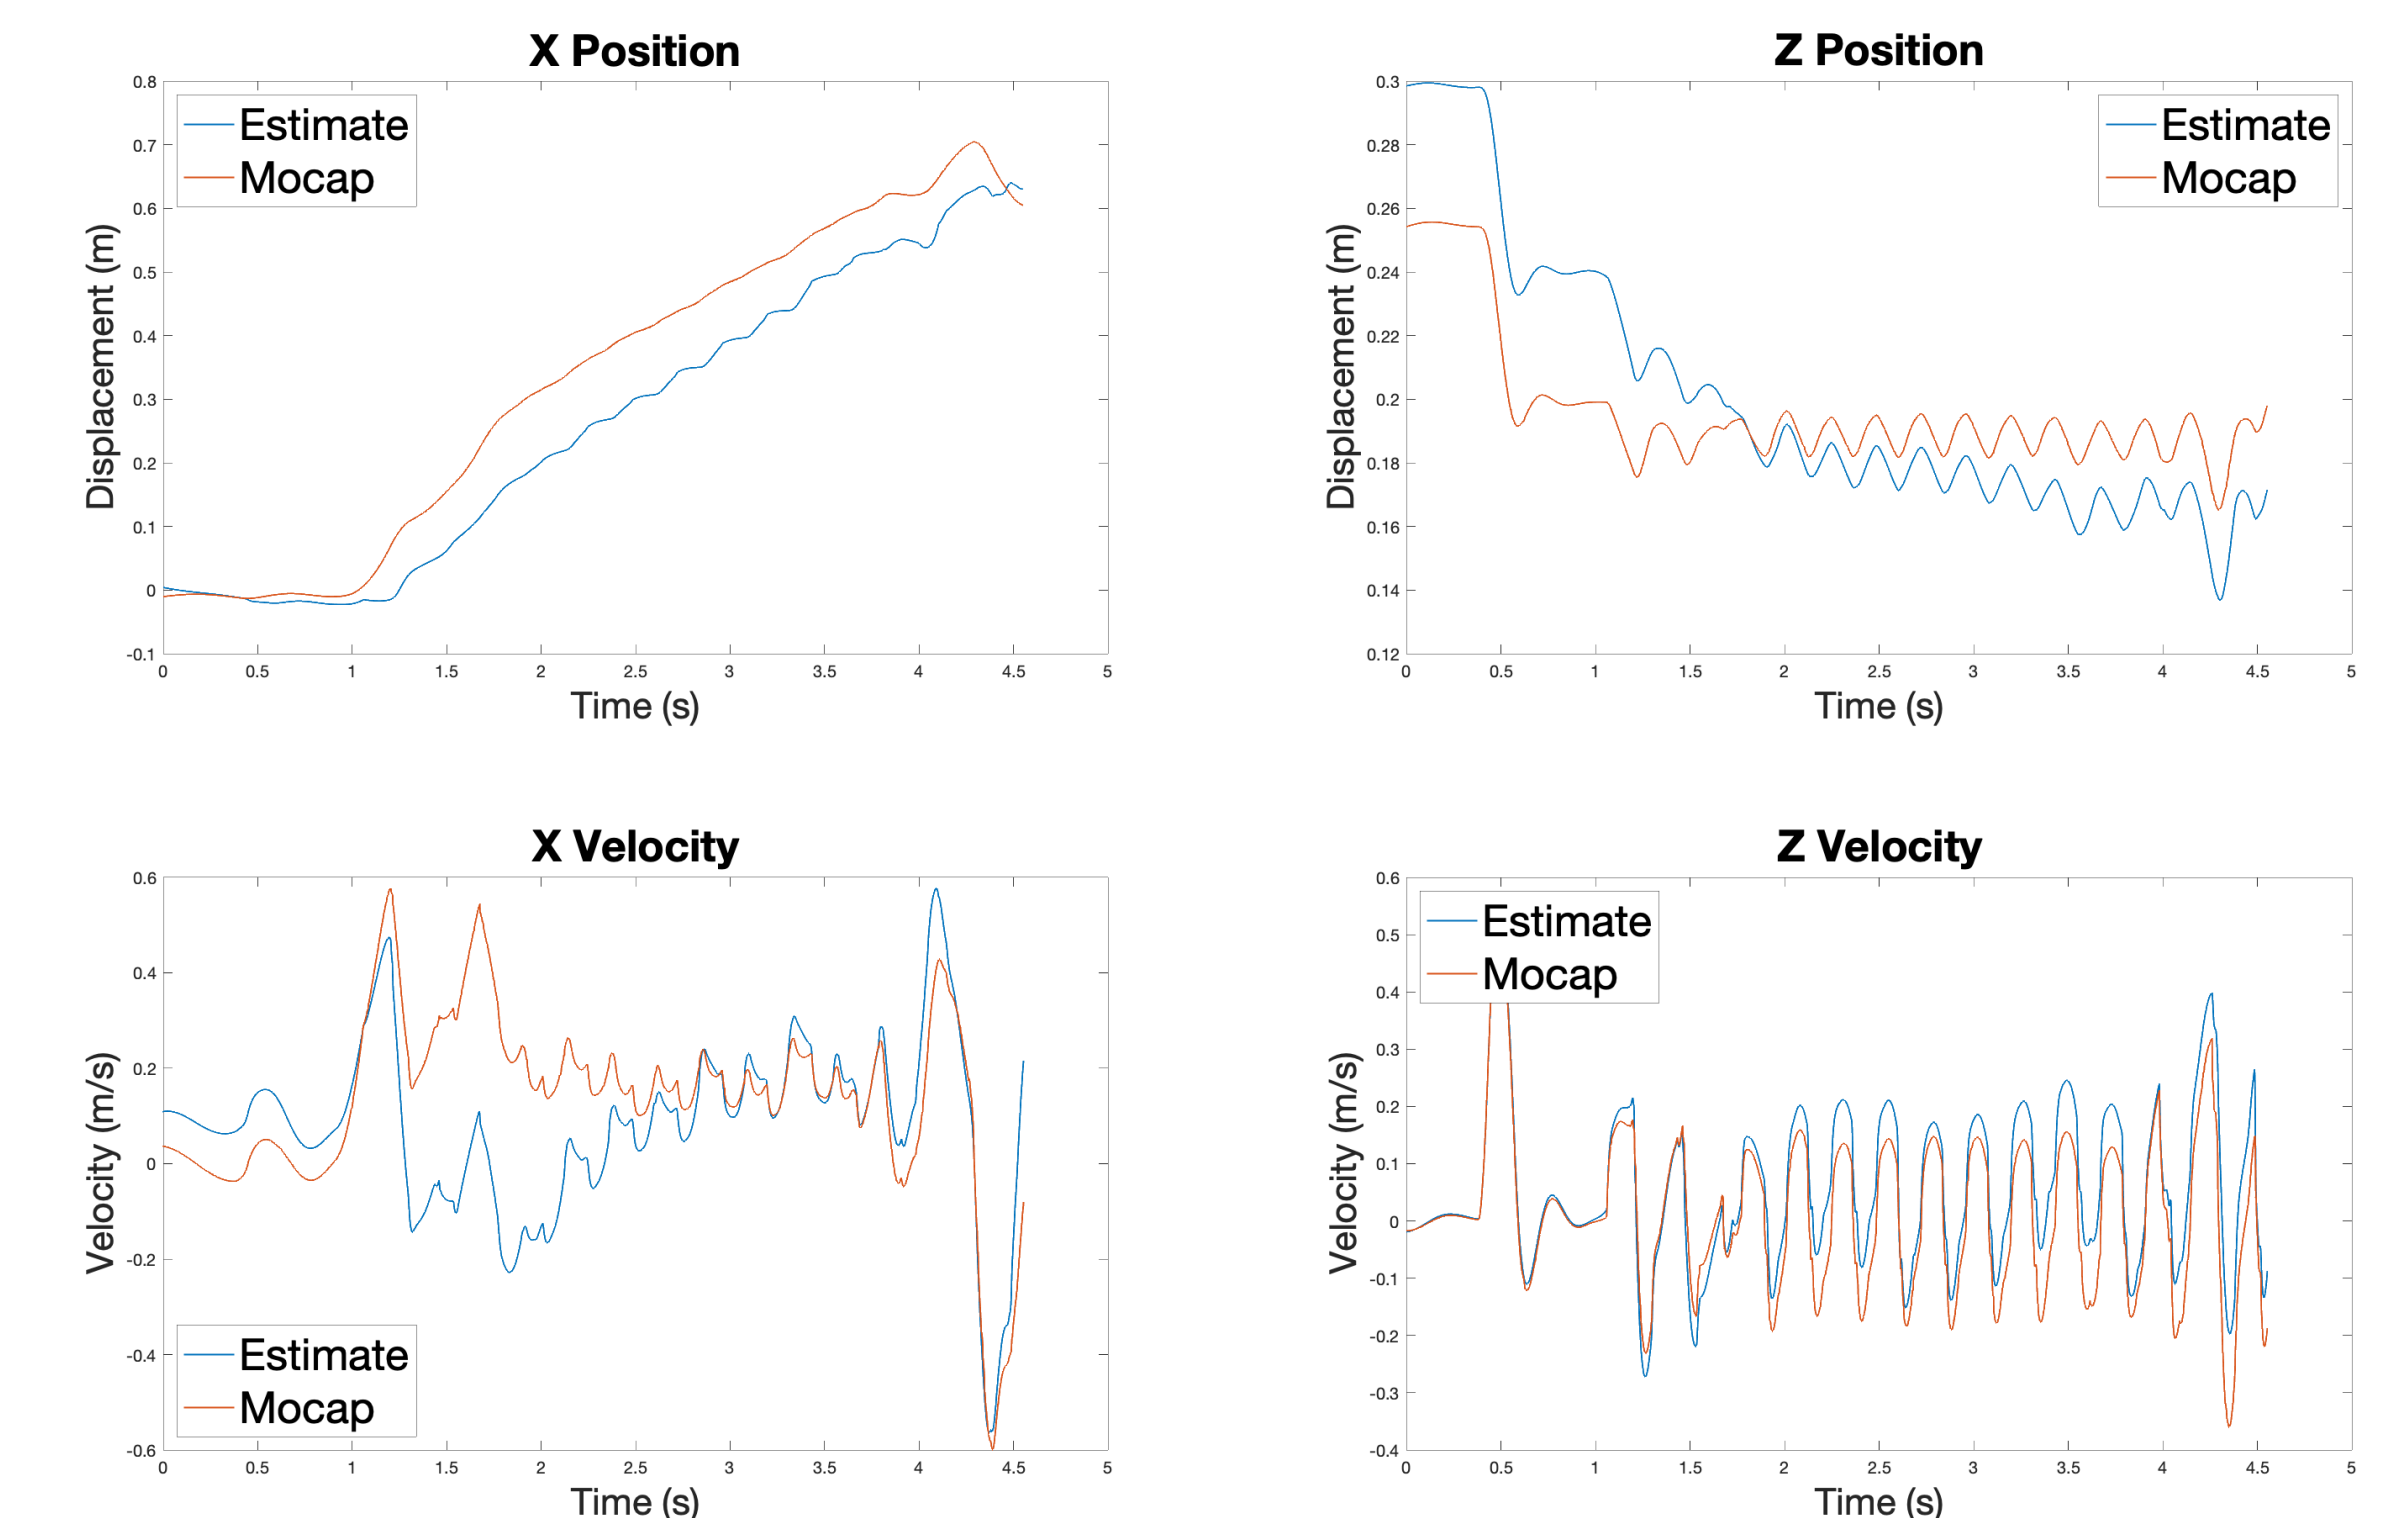 X Position
0.8
0.7
0.6
0.5
0.4
0.3
0.2
0.1
0
-0.1
Displacement (m)
Estimate
Mocap
0 0.5 1 1.5 2 2.5 3 3.5 4 4.5 5
Time (s)
Z Position
0.3
0.28
0.26
0.24
0.22
0.2
0.18
0.16
0.14
0.12
Displacement (m)
Estimate
Mocap
0 0.5 1 1.5 2 2.5 3 3.5 4 4.5 5
Time (s)
X Velocity
0.6
0.4
0.2
0
-0.2
-0.4
-0.6
Velocity (m/s)
Estimate
Mocap
0 0.5 1 1.5 2 2.5 3 3.5 4 4.5 5
Time (s)
Z Velocity
0.6
0.5
0.4
0.3
0.2
0.1
0
-0.1
-0.2
-0.3
-0.4
Velocity (m/s)
Estimate
Mocap
0 0.5 1 1.5 2 2.5 3 3.5 4 4.5 5
Time (s)